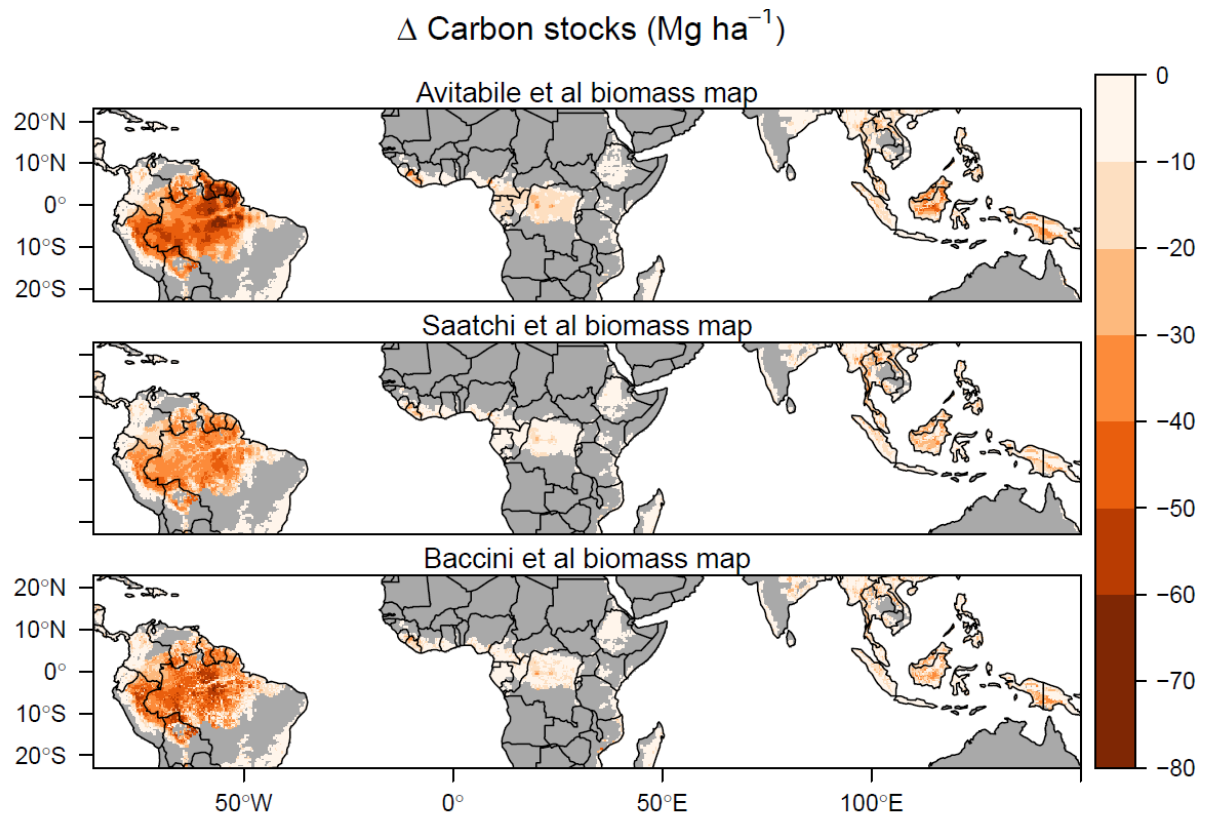 Δ Carbon stocks (Mg ha⁻¹)
Avitabile et al biomass map
20°N
10°N
0°
10°S
20°S
Saatchi et al biomass map
Baccini et al biomass map
20°N
10°N
0°
10°S
20°S
50°W
0°
50°E
100°E
0
−10
−20
−30
−40
−50
−60
−70
−80